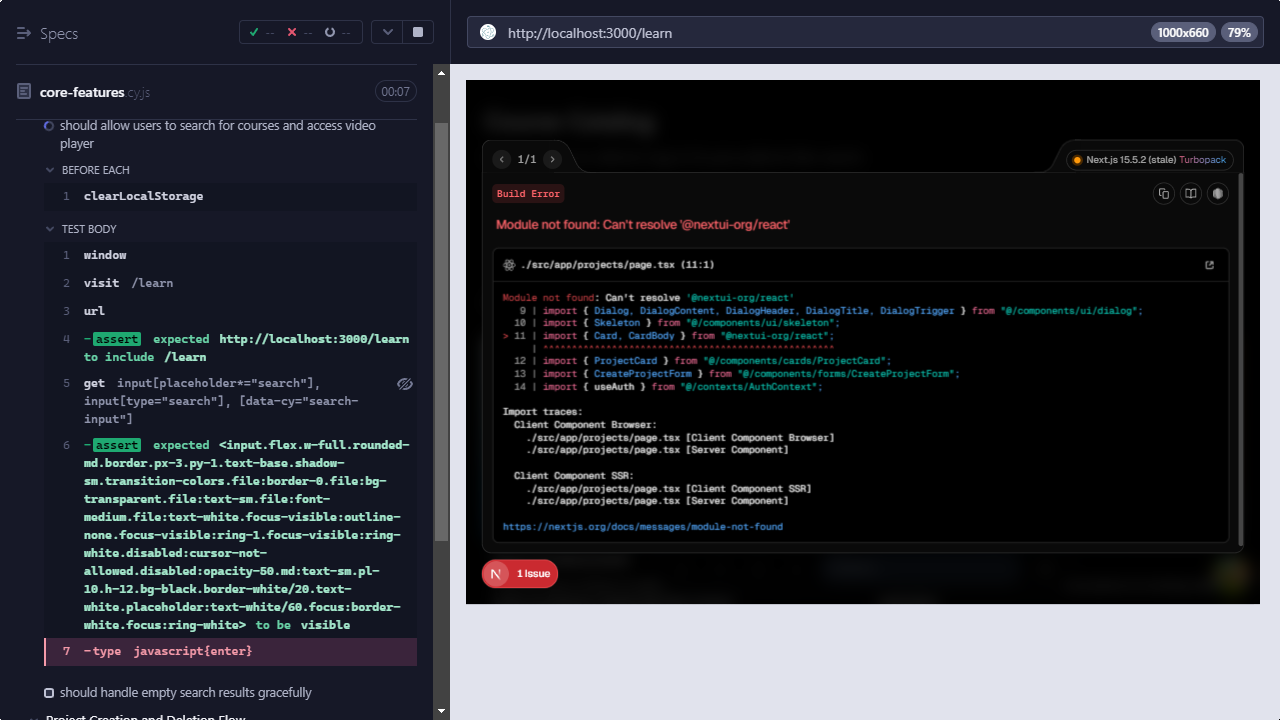 Specs
--
--
--
core-features.cy.js
00:07
should allow users to search for courses and access video
player
BEFORE EACH
1 clearLocalStorage
TEST BODY
1 window
2 visit /learn
3 url
4 -assert expected http://localhost:3000/learn
to include /learn
5 get input[placeholder*="search"],
input[type="search"], [data-cy="search-
input"]
6 -assert expected <input.flex.w-full.rounded-
md.border.px-3.py-1.text-base.shadow-
sm.transition-colors.file:border-0.file:bg-
transparent.file:text-sm.file:font-
medium.file:text-white.focus-visible:outline-
none.focus-visible:ring-1.focus-visible:ring-
white.disabled:cursor-not-
allowed.disabled:opacity-50.md:text-sm.pl-
10.h-12.bg-black.border-white/20.text-
white.placeholder:text-white/60.focus:border-
white.focus:ring-white> to be visible
7 -type javascript{enter}
should handle empty search results gracefully
Project Creation and Deletion Flow
http://localhost:3000/learn
1000x660
79%
1/1
Next.js 15.5.2 (stale) Turbopack
Build Error
Module not found: Can't resolve '@nextui-org/react'
./src/app/projects/page.tsx (11:1)
Module not found: Can't resolve '@nextui-org/react'
9 | import { Dialog, DialogContent, DialogHeader, DialogTitle, DialogTrigger } from "@/components/ui/dialog";
10 | import { Skeleton } from "@/components/ui/skeleton";
> 11 | import { Card, CardBody } from "@nextui-org/react";
| ^^^^^^^^^^^^^^^^^^^^^^^^^^^^^^^^^^^^^^^^^^^^^^^^^^^
12 | import { ProjectCard } from "@/components/cards/ProjectCard";
13 | import { CreateProjectForm } from "@/components/forms/CreateProjectForm";
14 | import { useAuth } from "@/contexts/AuthContext";
Import traces:
Client Component Browser:
./src/app/projects/page.tsx [Client Component Browser]
./src/app/projects/page.tsx [Server Component]
Client Component SSR:
./src/app/projects/page.tsx [Client Component SSR]
./src/app/projects/page.tsx [Server Component]
https://nextjs.org/docs/messages/module-not-found
N 1 Issue